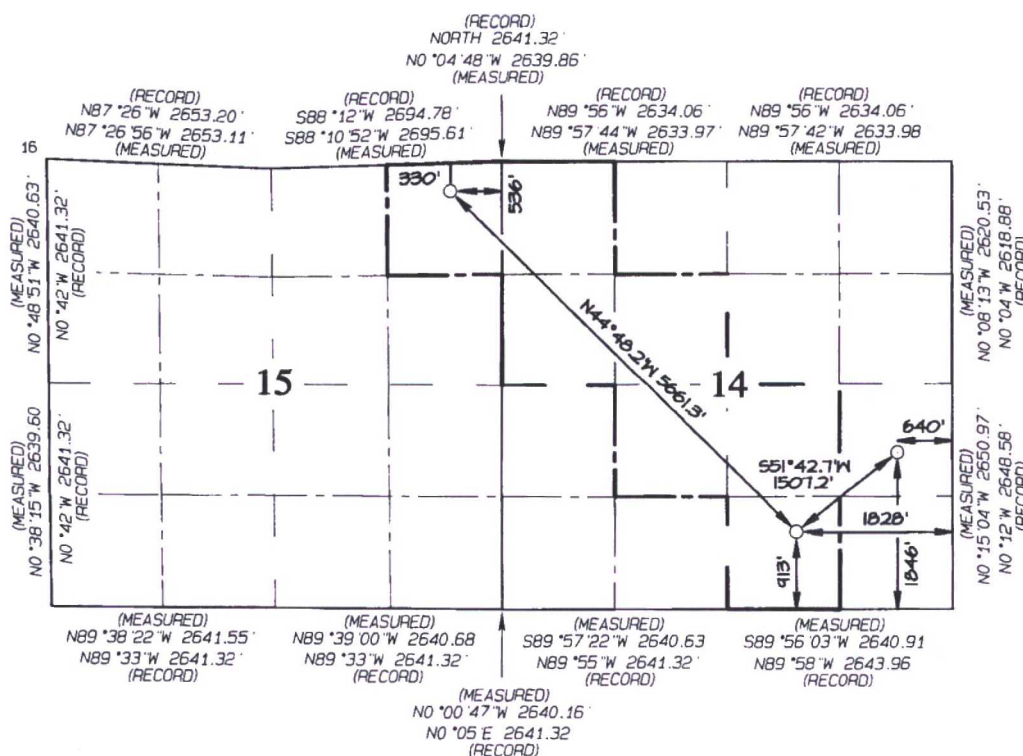 (RECORD)
NORTH 2641.32'
N0°04'48"W 2639.86'
(MEASURED)
(RECORD)
N87°26"W 2653.20'
N87°26'56"W 2653.11'
(MEASURED)
(RECORD)
S88°12"W 2694.78'
S88°10'52"W 2695.61'
(MEASURED)
(RECORD)
N89°56"W 2634.06'
N89°57'44"W 2633.97'
(MEASURED)
(RECORD)
N89°56"W 2634.06'
N89°57'42"W 2633.98
(MEASURED)
16
330'
536'
(MEASURED)
N0°48'51"W 2640.63'
N0°42'W 2641.32'
(RECORD)
(MEASURED)
N0°08'13"W 2620.53'
N0°04'W 2618.88'
(RECORD)
N44°48.2'W 5661.3'
15
14
640'
S51°42.7'W
1507.2'
1828'
913'
1846'
(MEASURED)
N0°38'15"W 2639.60
N0°42'W 2641.32'
(RECORD)
(MEASURED)
N0°15'04"W 2650.97'
N0°12'W 2648.58'
(RECORD)
(MEASURED)
N89°38'22"W 2641.55'
N89°33"W 2641.32'
(RECORD)
(MEASURED)
N89°39'00"W 2640.68
N89°33"W 2641.32'
(RECORD)
(MEASURED)
S89°57'22"W 2640.63
N89°55"W 2641.32'
(RECORD)
(MEASURED)
S89°56'03"W 2640.91
N89°58"W 2643.96
(RECORD)
(MEASURED)
N0°00'47"W 2640.16'
N0°05'E 2641.32
(RECORD)